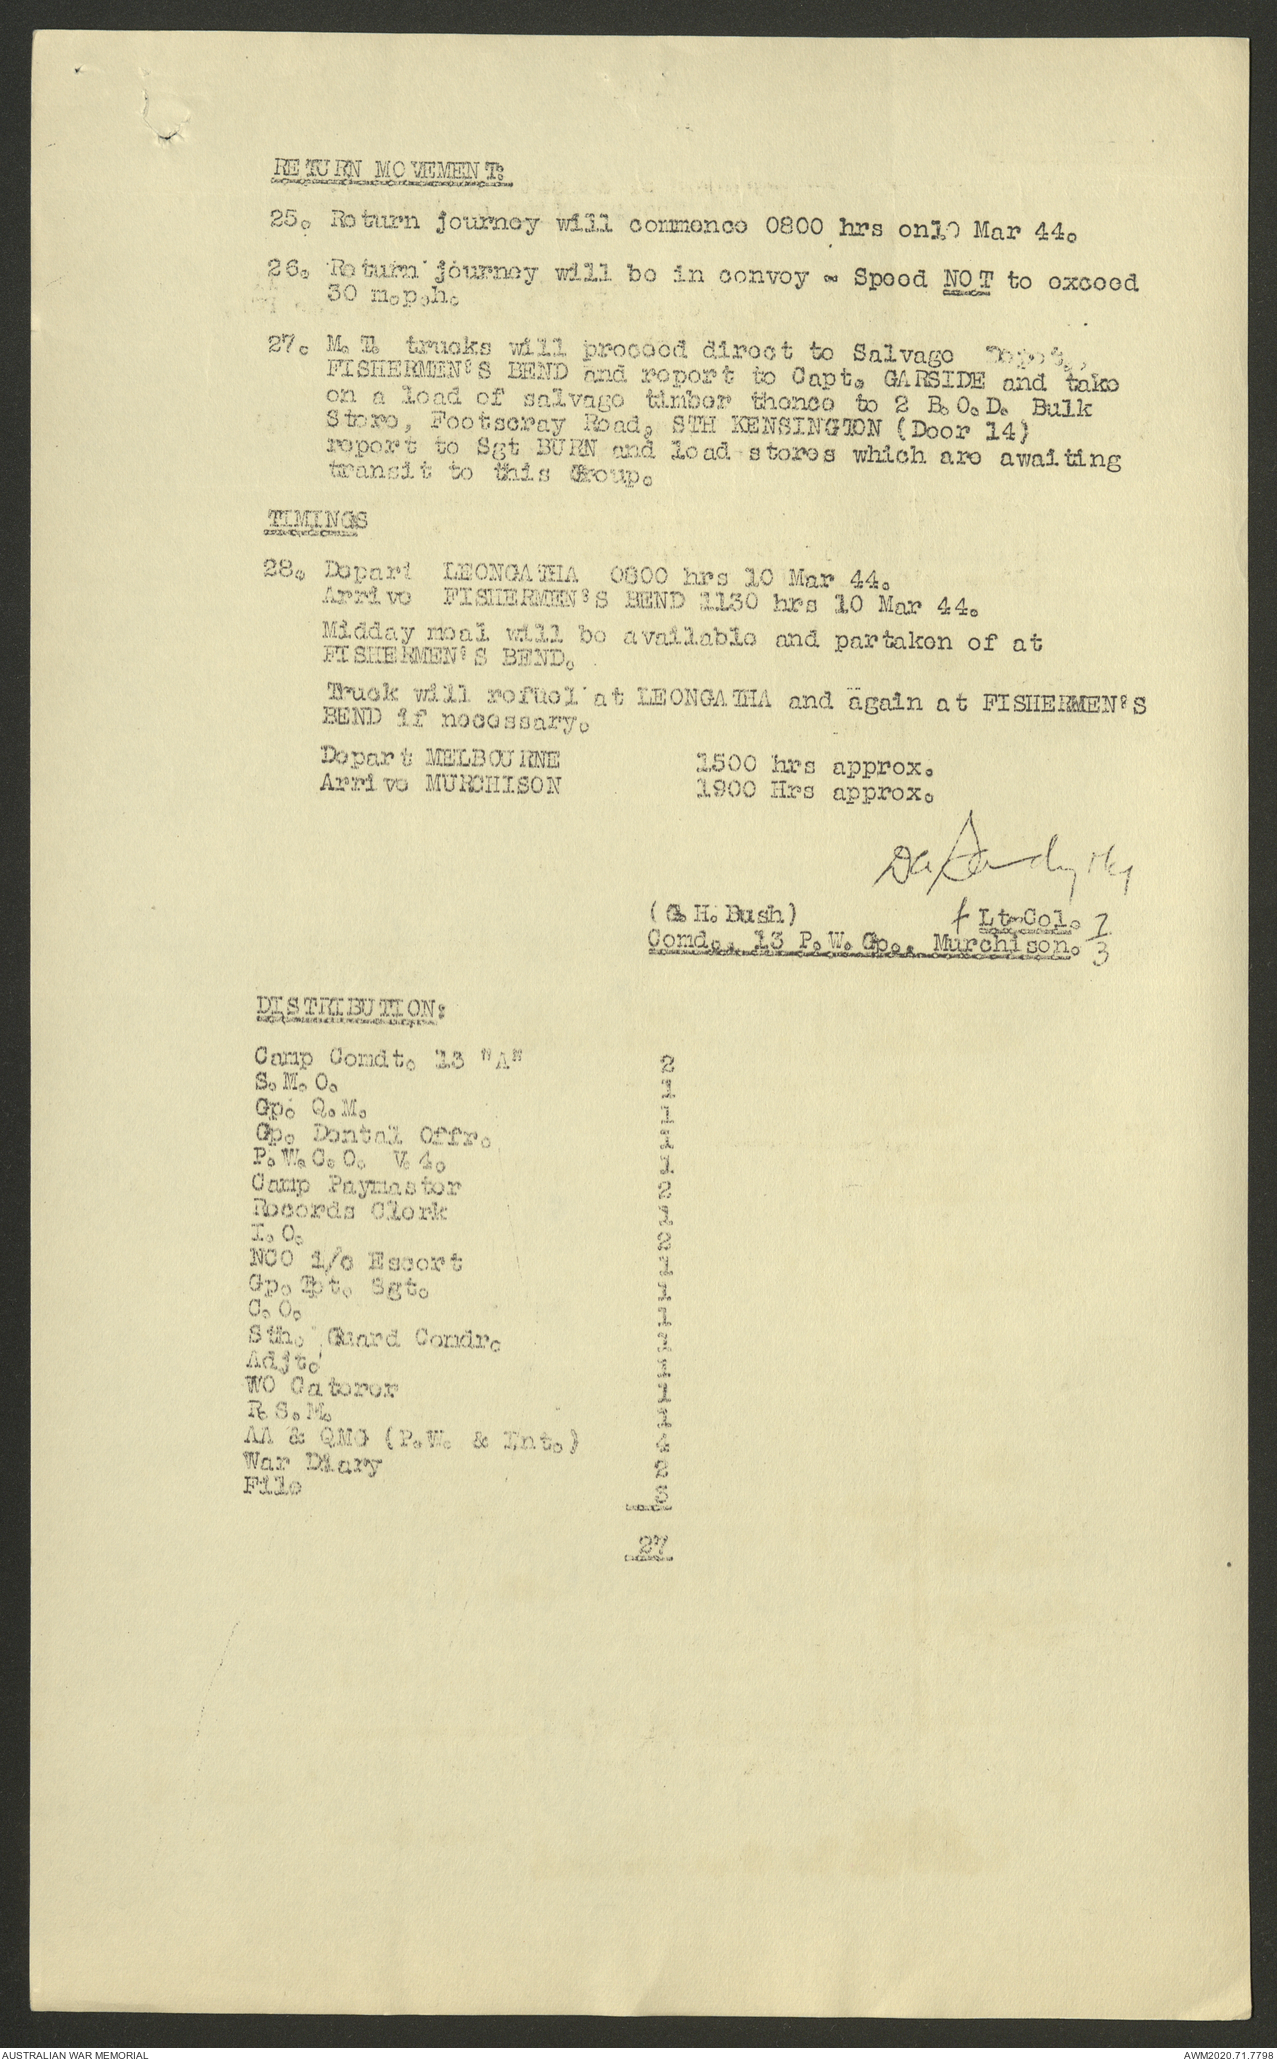 RETURN MOVEMENT:
25. Return journey will commence 0800 hrs on 10 Mar 44.
26. Return journey will be in convoy - Speed NOT to exceed
30 m.p.h.
27. M.T. trucks will proceed direct to Salvage Depot,
FISHERMEN'S BEND and report to Capt. GARSIDE and take
on a load of salvage timber thence to 2 B.O.D. Bulk
Store, Footscray Road, STH KENSINGTON (Door 14)
report to Sgt BURN and load stores which are awaiting
transit to this Group.
TIMINGS
28. Depart LEONGATHA 0800 hrs 10 Mar 44.
Arrive FISHERMEN'S BEND 1130 hrs 10 Mar 44.
Midday meal will be available and partaken of at
FISHERMEN'S BEND.
Truck will refuel at LEONGATHA and again at FISHERMEN'S
BEND if necessary.
Depart MELBOURNE 1500 hrs approx.
Arrive MURCHISON 1900 Hrs approx.
(G.H. Bush) f Lt-Col. 7
Comd., 13 P.W. Gp., Murchison. 3
DISTRIBUTION:
Camp Comdt. 13 "A" 2
S.M.O. 1
Gp. Q.M. 1
Gp. Dental Offr. 1
P.W.C.O. V.4. 1
Camp Paymaster 2
Records Clerk 1
I.O. 2
NCO i/c Escort 1
Gp. Tpt. Sgt. 1
C.O. 1
Sth. Guard Comdr. 1
Adjt. 1
WO Caterer 1
R.S.M. 1
AA & QMG (P.W. & Int.) 4
War Diary 2
File
27
AUSTRALIAN WAR MEMORIAL
AWM2020.71.7798